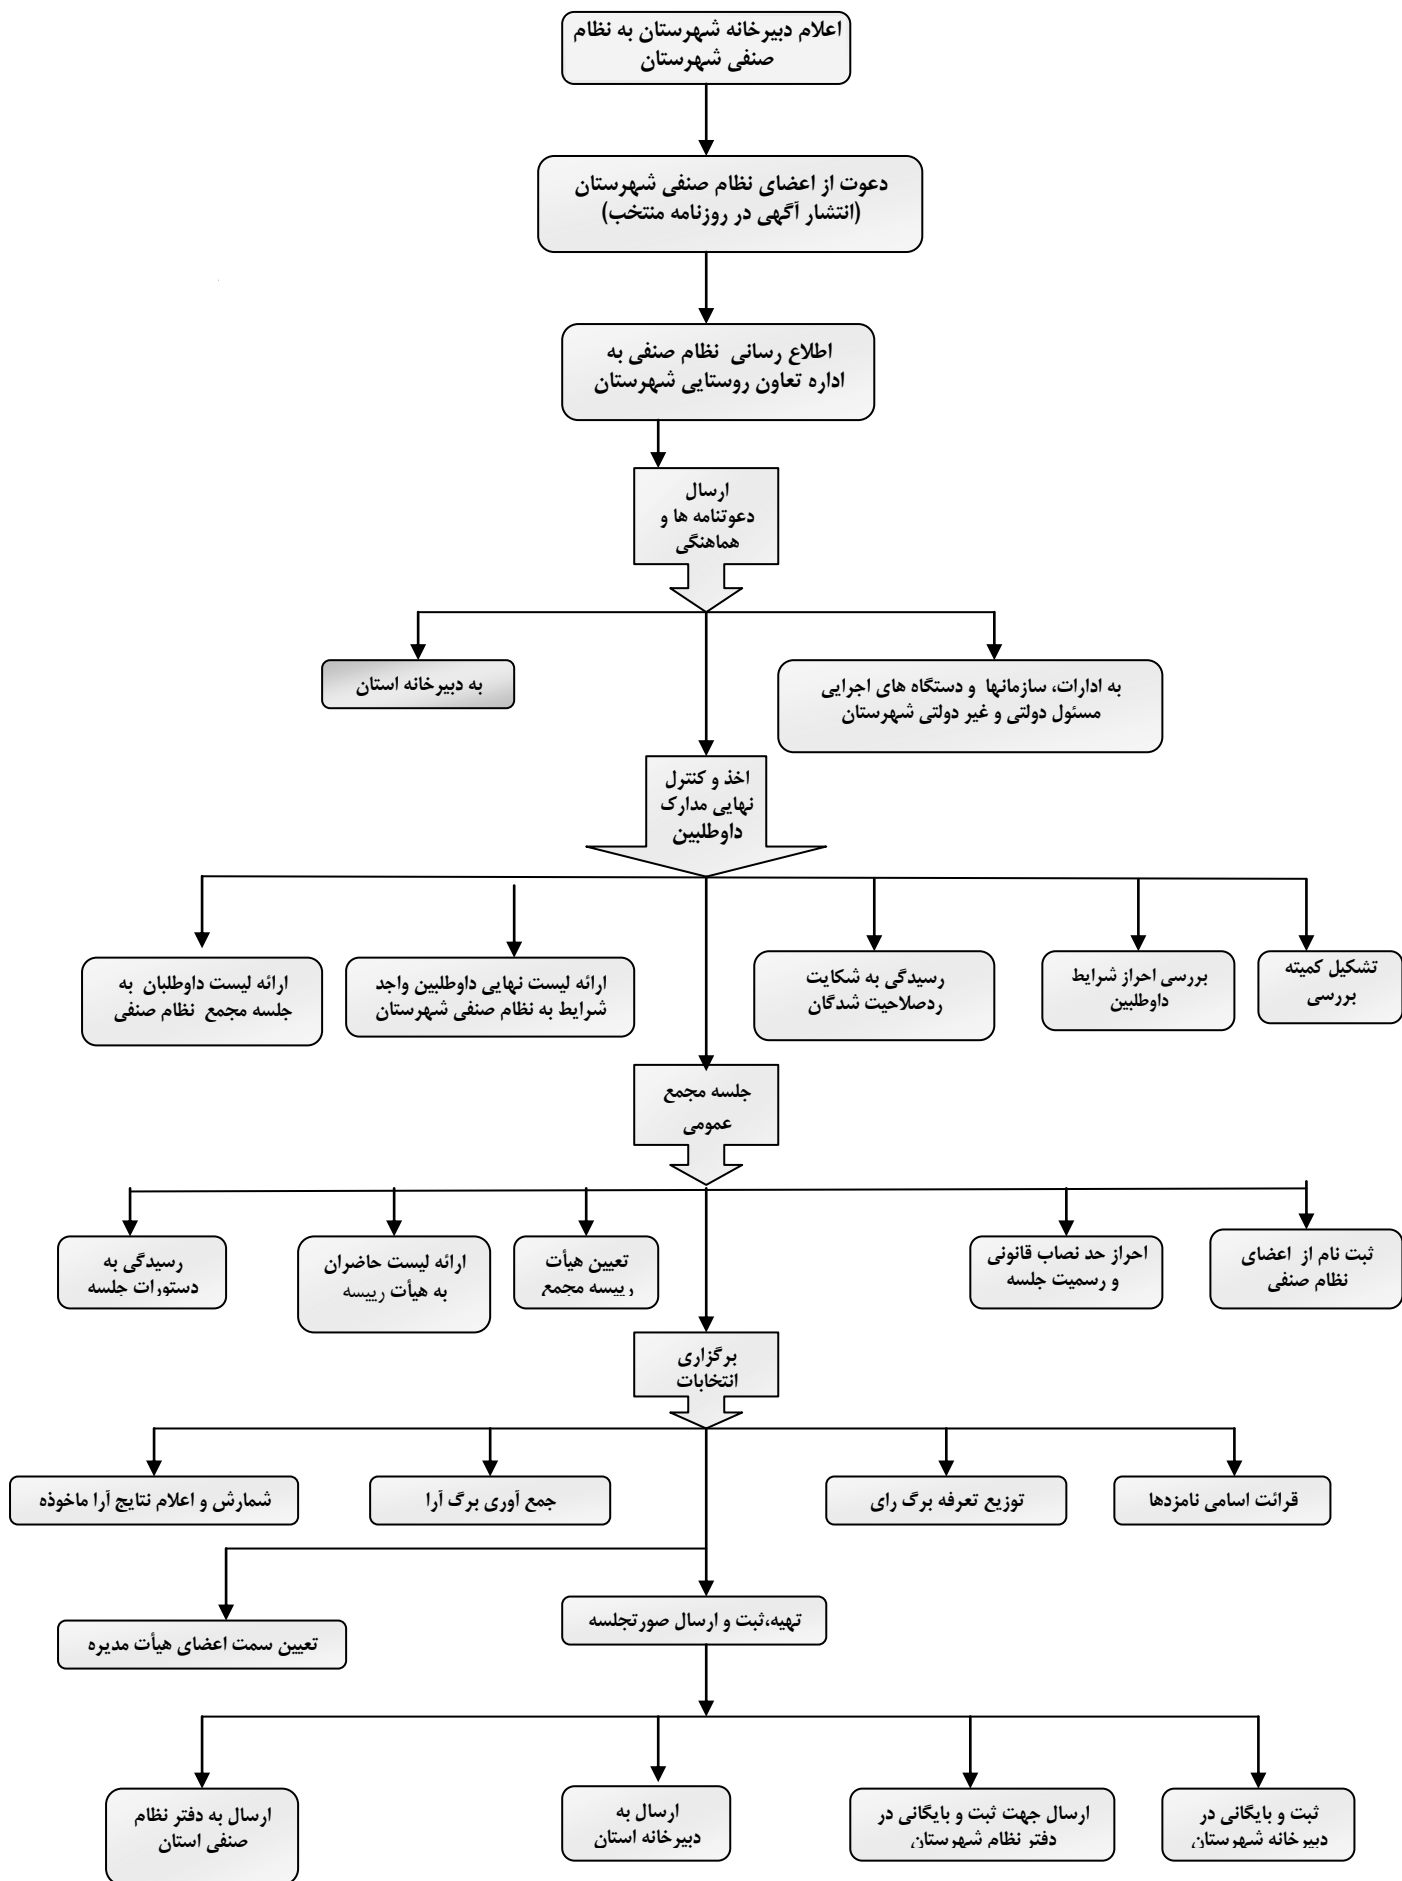 اعلام دبیرخانه شهرستان به نظام
صنفی شهرستان
دعوت از اعضای نظام صنفی شهرستان
(انتشار آگهی در روزنامه منتخب)
اطلاع رسانی نظام صنفی به
اداره تعاون روستایی شهرستان
ارسال
دعوتنامه ها و
هماهنگی
به ادارات، سازمانها و دستگاه های اجرایی
مسئول دولتی و غیر دولتی شهرستان
به دبیرخانه استان
اخذ و کنترل
نهایی مدارک
داوطلبین
تشکیل کمیته
بررسی
بررسی احراز شرایط
داوطلبین
رسیدگی به شکایت
ردصلاحیت شدگان
ارائه لیست نهایی داوطلبین واجد
شرایط به نظام صنفی شهرستان
ارائه لیست داوطلبان به
جلسه مجمع نظام صنفی
جلسه مجمع
عمومی
ثبت نام از اعضای
نظام صنفی
احراز حد نصاب قانونی
و رسمیت جلسه
تعیین هیأت
رییسه مجمع
ارائه لیست حاضران
به هیأت رییسه
رسیدگی به
دستورات جلسه
برگزاری
انتخابات
قرائت اسامی نامزدها
توزیع تعرفه برگ رای
جمع آوری برگ آرا
شمارش و اعلام نتایج آرا ماخوذه
تهیه،ثبت و ارسال صورتجلسه
تعیین سمت اعضای هیأت مدیره
ثبت و بایگانی در
دبیرخانه شهرستان
ارسال جهت ثبت و بایگانی در
دفتر نظام شهرستان
ارسال به
دبیرخانه استان
ارسال به دفتر نظام
صنفی استان